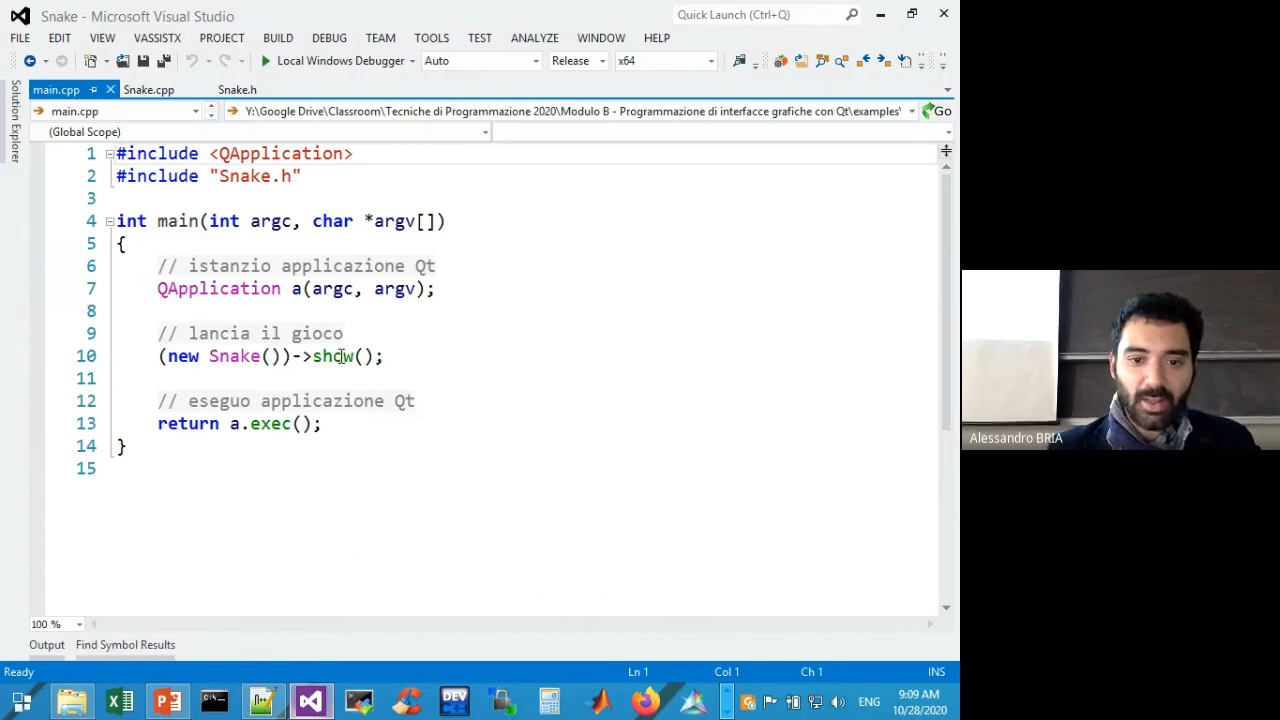 Snake - Microsoft Visual Studio
Quick Launch (Ctrl+Q)
FILE EDIT VIEW VASSISTX PROJECT BUILD DEBUG TEAM TOOLS TEST ANALYZE WINDOW HELP
Local Windows Debugger Auto Release x64
main.cpp Snake.cpp Snake.h
main.cpp Y:\Google Drive\Classroom\Tecniche di Programmazione 2020\Modulo B - Programmazione di interfacce grafiche con Qt\examples\ Go
(Global Scope)
Solution Explorer
1 #include <QApplication>
2 #include "Snake.h"
3
4 int main(int argc, char *argv[])
5 {
6 // istanzio applicazione Qt
7 QApplication a(argc, argv);
8
9 // lancia il gioco
10 (new Snake())->show();
11
12 // eseguo applicazione Qt
13 return a.exec();
14 }
15
Alessandro BRIA
100 %
Output Find Symbol Results
Ready Ln 1 Col 1 Ch 1 INS
DEV
ENG
9:09 AM
10/28/2020